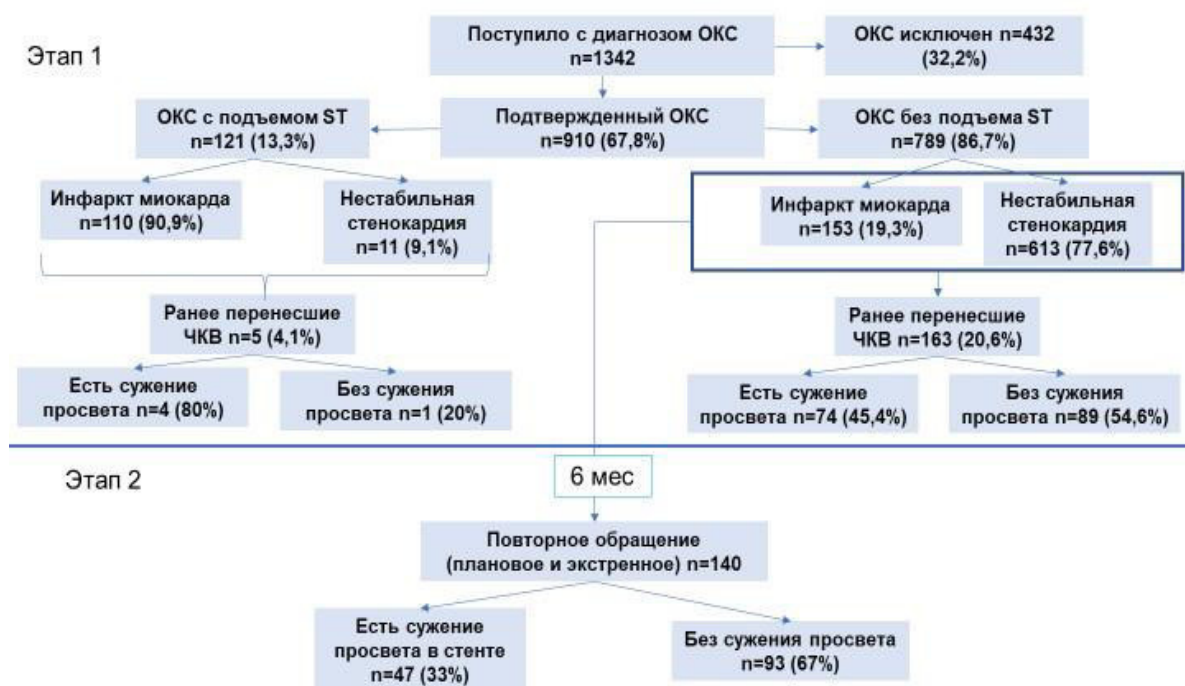 Этап 1
Поступило с диагнозом ОКС
n=1342
ОКС исключен n=432
(32,2%)
ОКС с подъемом ST
n=121 (13,3%)
Подтвержденный ОКС
n=910 (67,8%)
ОКС без подъема ST
n=789 (86,7%)
Инфаркт миокарда
n=110 (90,9%)
Нестабильная
стенокардия
n=11 (9,1%)
Инфаркт миокарда
n=153 (19,3%)
Нестабильная
стенокардия
n=613 (77,6%)
Ранее перенесшие
ЧКВ n=5 (4,1%)
Ранее перенесшие
ЧКВ n=163 (20,6%)
Есть сужение
просвета n=4 (80%)
Без сужения
просвета n=1 (20%)
Есть сужение
просвета n=74 (45,4%)
Без сужения
просвета n=89 (54,6%)
Этап 2
6 мес
Повторное обращение
(плановое и экстренное) n=140
Есть сужение
просвета в стенте
n=47 (33%)
Без сужения просвета
n=93 (67%)